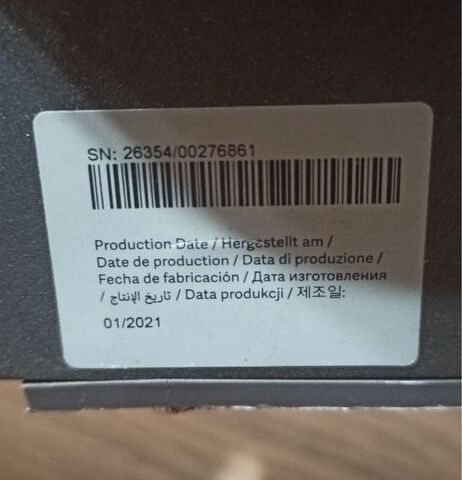 SN: 26354/00276861
Production Date / Hergestellt am /
Date de production / Data di produzione /
Fecha de fabricación / Дата изготовления
/ تاريخ الإنتاج / Data produkcji / 제조일:
01/2021